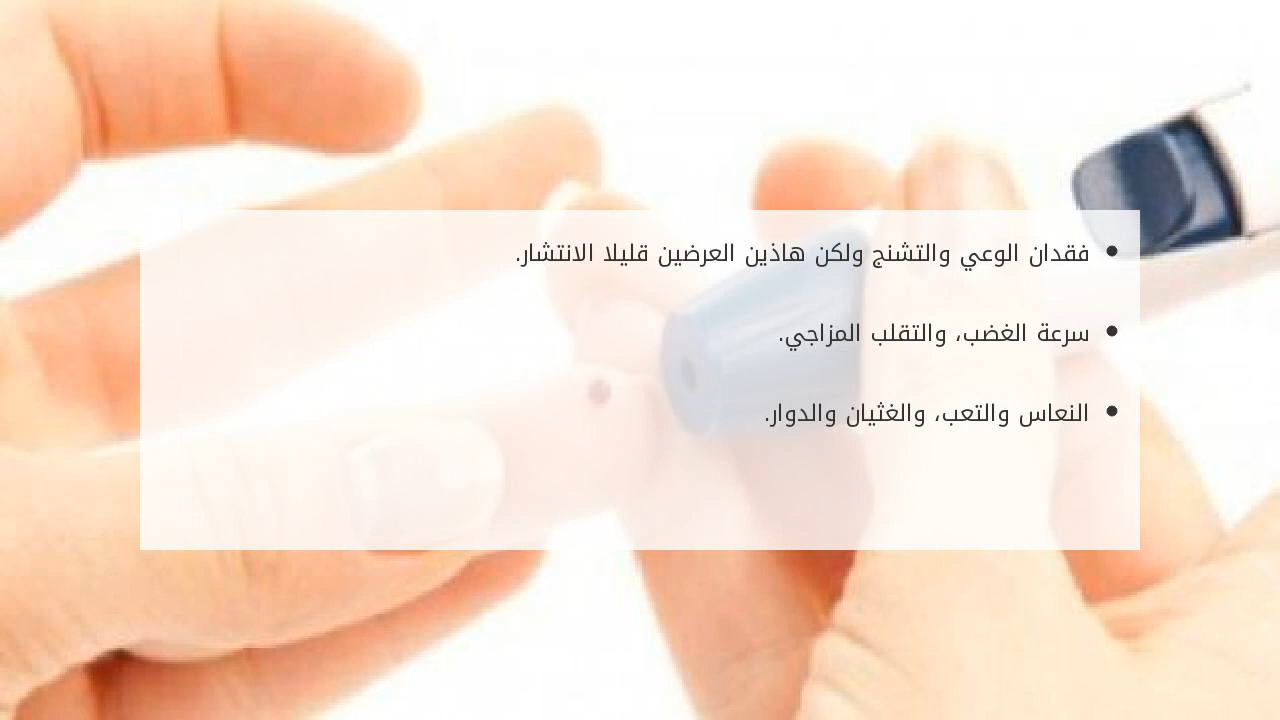 • فقدان الوعي والتشنج ولكن هاذين العرضين قليلا الانتشار.
• سرعة الغضب، والتقلب المزاجي.
• النعاس والتعب، والغثيان والدوار.